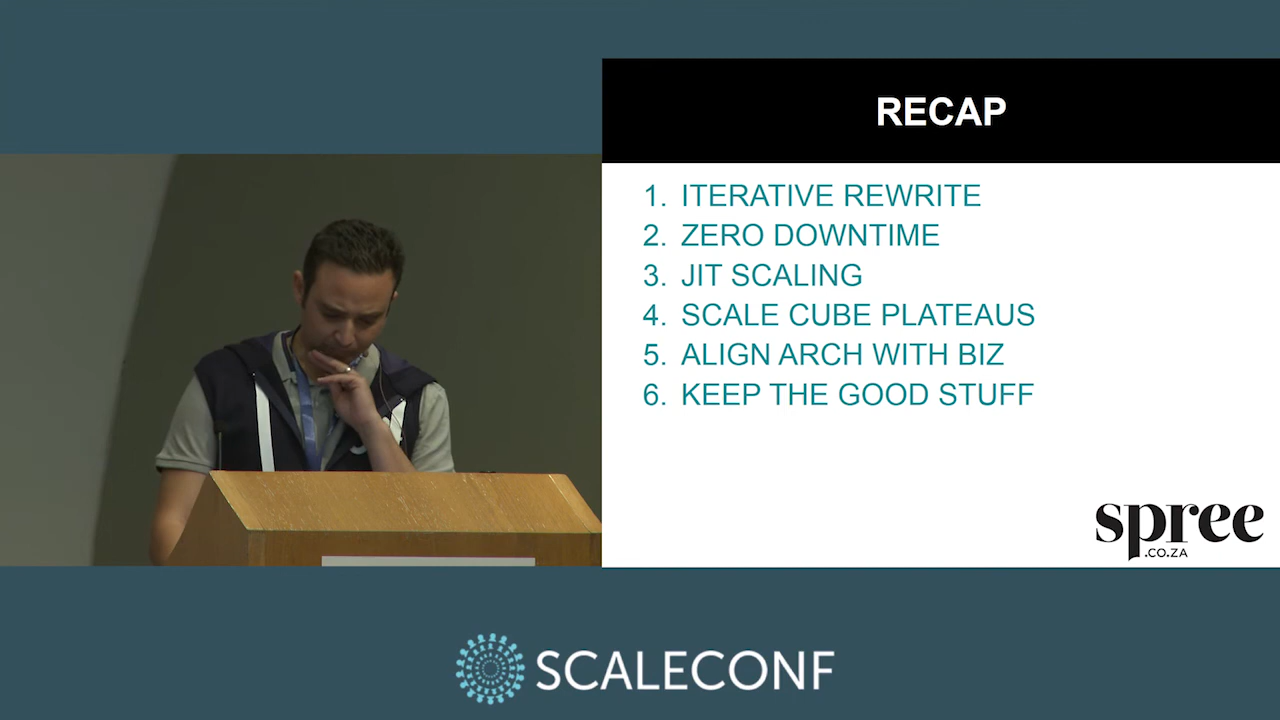 RECAP
1. ITERATIVE REWRITE
2. ZERO DOWNTIME
3. JIT SCALING
4. SCALE CUBE PLATEAUS
5. ALIGN ARCH WITH BIZ
6. KEEP THE GOOD STUFF
spree
.CO.ZA
SCALECONF